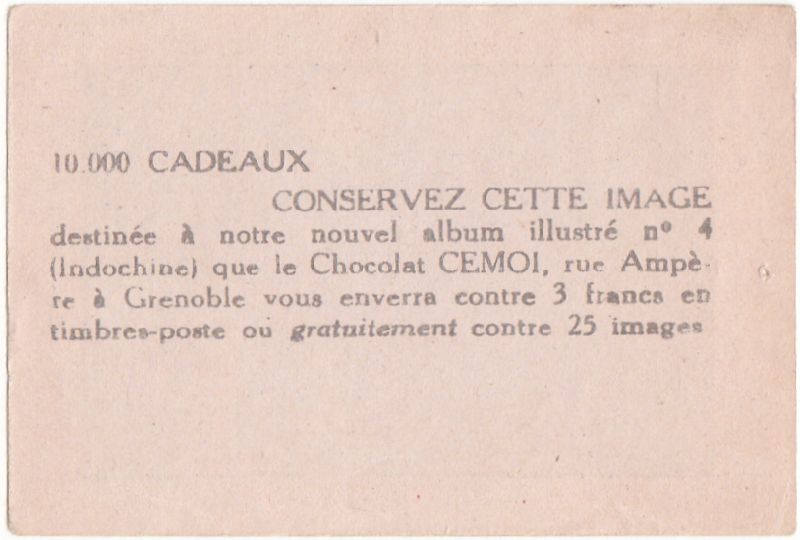 10.000 CADEAUX
CONSERVEZ CETTE IMAGE
destinée à notre nouvel album illustré nº 4
(Indochine) que le Chocolat CEMOI, rue Ampè-
re à Grenoble vous enverra contre 3 francs en
timbres-poste ou gratuitement contre 25 images